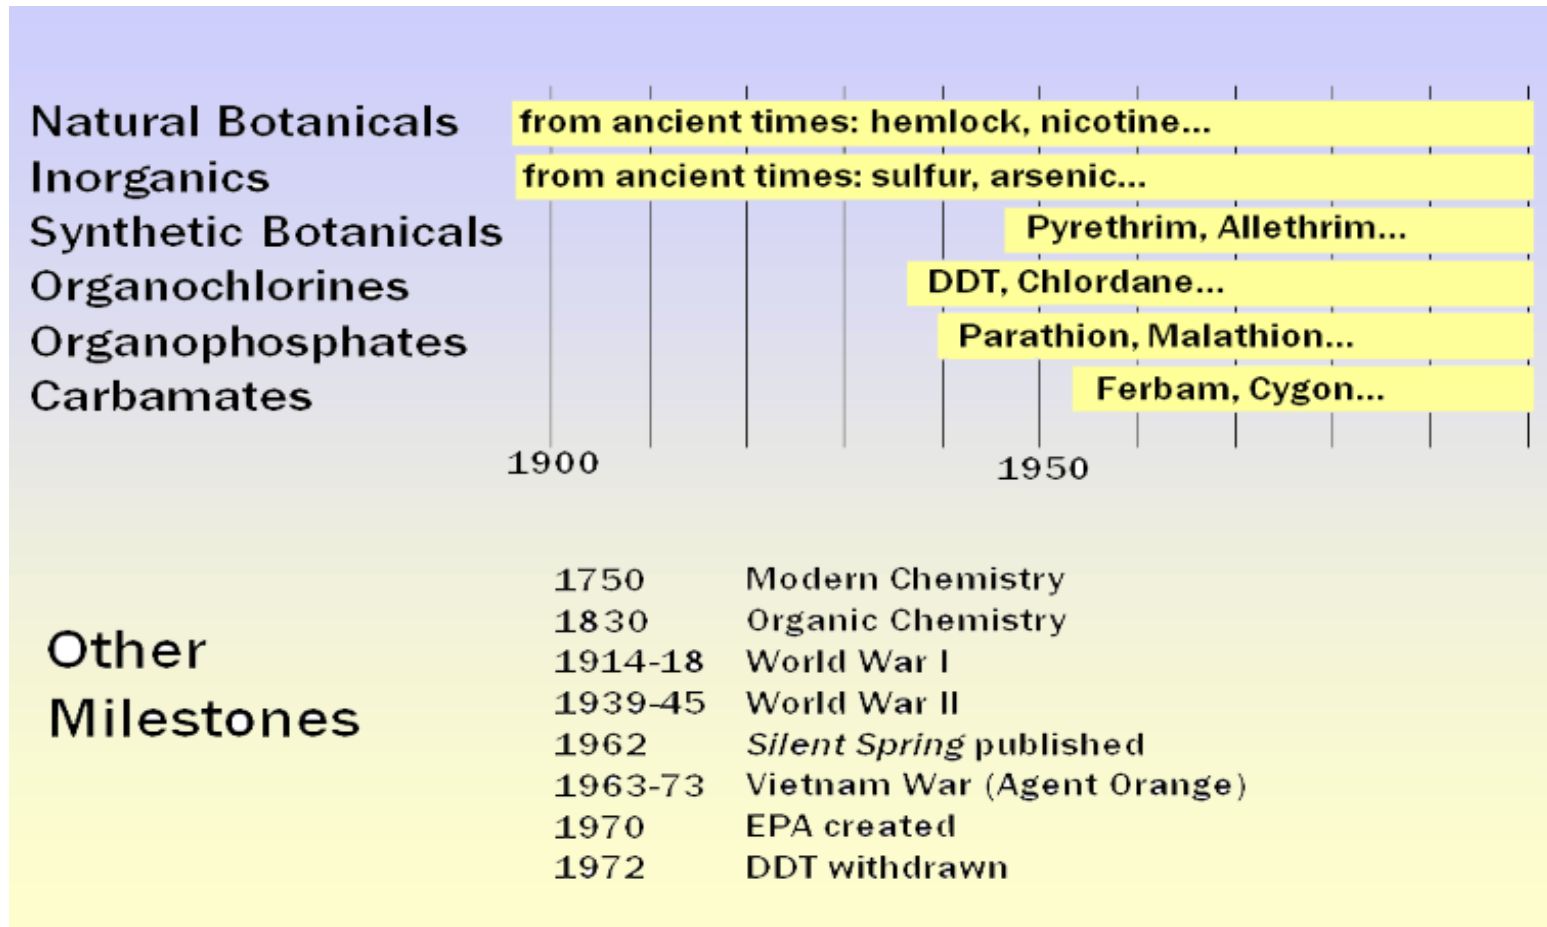 Natural Botanicals from ancient times: hemlock, nicotine...
Inorganics from ancient times: sulfur, arsenic...
Synthetic Botanicals Pyrethrim, Allethrim...
Organochlorines DDT, Chlordane...
Organophosphates Parathion, Malathion...
Carbamates Ferbam, Cygon...
1900 1950
Other
Milestones
1750 Modern Chemistry
1830 Organic Chemistry
1914-18 World War I
1939-45 World War II
1962 Silent Spring published
1963-73 Vietnam War (Agent Orange)
1970 EPA created
1972 DDT withdrawn